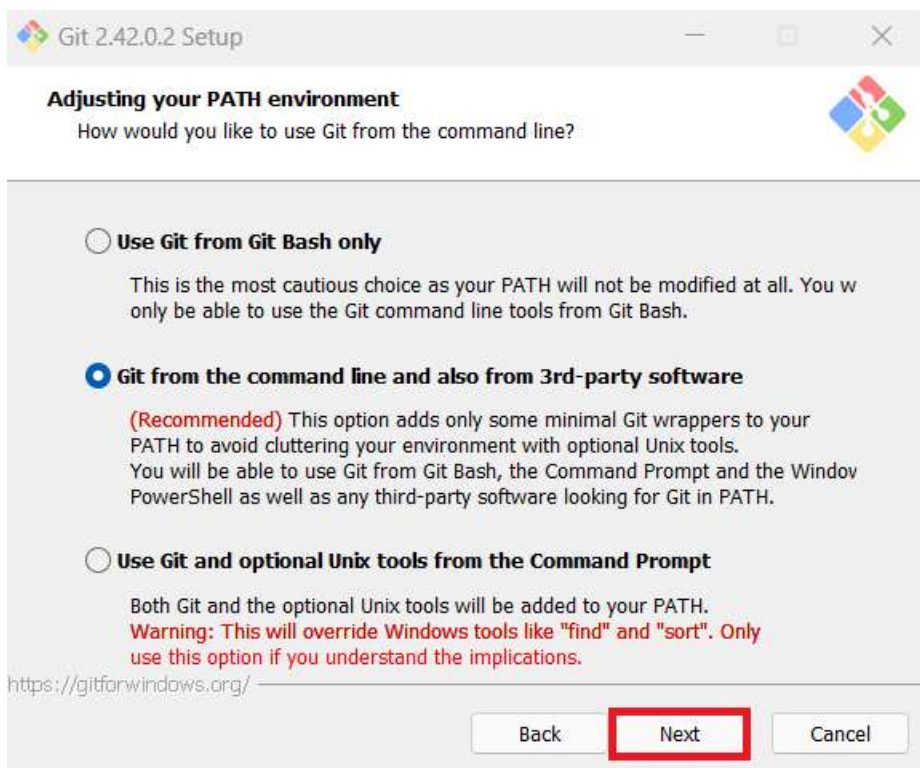 Git 2.42.0.2 Setup
Adjusting your PATH environment
How would you like to use Git from the command line?
Use Git from Git Bash only
This is the most cautious choice as your PATH will not be modified at all. You w
only be able to use the Git command line tools from Git Bash.
Git from the command line and also from 3rd-party software
(Recommended) This option adds only some minimal Git wrappers to your
PATH to avoid cluttering your environment with optional Unix tools.
You will be able to use Git from Git Bash, the Command Prompt and the Window
PowerShell as well as any third-party software looking for Git in PATH.
Use Git and optional Unix tools from the Command Prompt
Both Git and the optional Unix tools will be added to your PATH.
Warning: This will override Windows tools like "find" and "sort". Only
use this option if you understand the implications.
https://gitforwindows.org/
Back Next Cancel